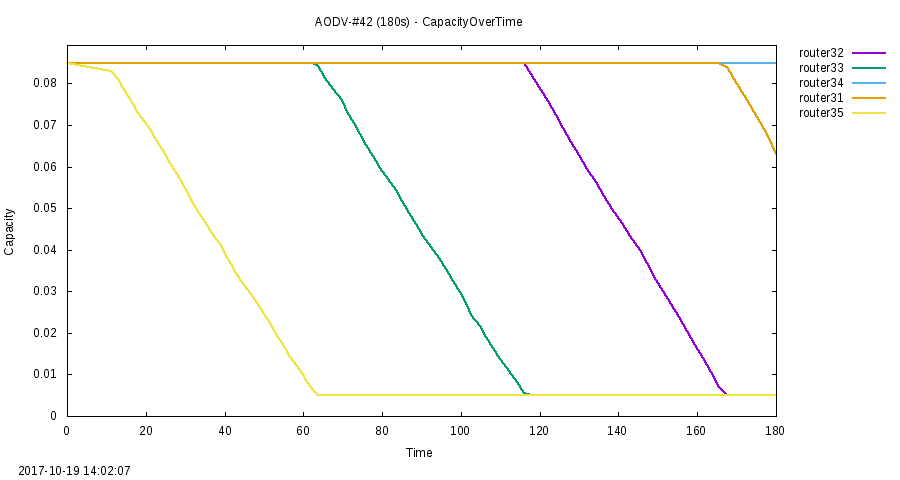 AODV-#42 (180s) - CapacityOverTime
router32
router33
router34
router31
router35
0.08
0.07
0.06
0.05
0.04
0.03
0.02
0.01
0
Capacity
0 20 40 60 80 100 120 140 160 180
Time
2017-10-19 14:02:07